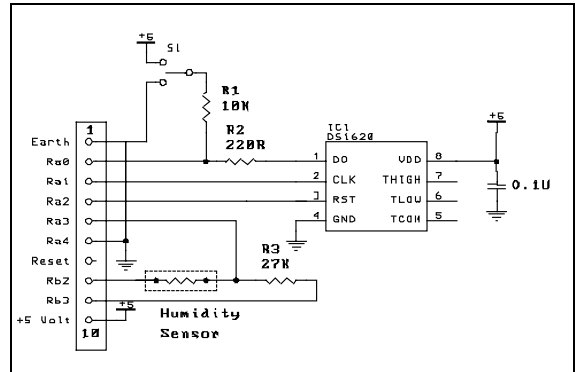 +5
S1
R1
10K
R2
220R
IC1
DS1620
1 DO VDD 8
2 CLK THIGH 7
3 RST TLOW 6
4 GND TCOM 5
+5
0.1U
1
Earth
Ra0
Ra1
Ra2
Ra3
Ra4
Reset
Rb2
Rb3
+5 Volt
10
+5
R3
27K
Humidity
Sensor